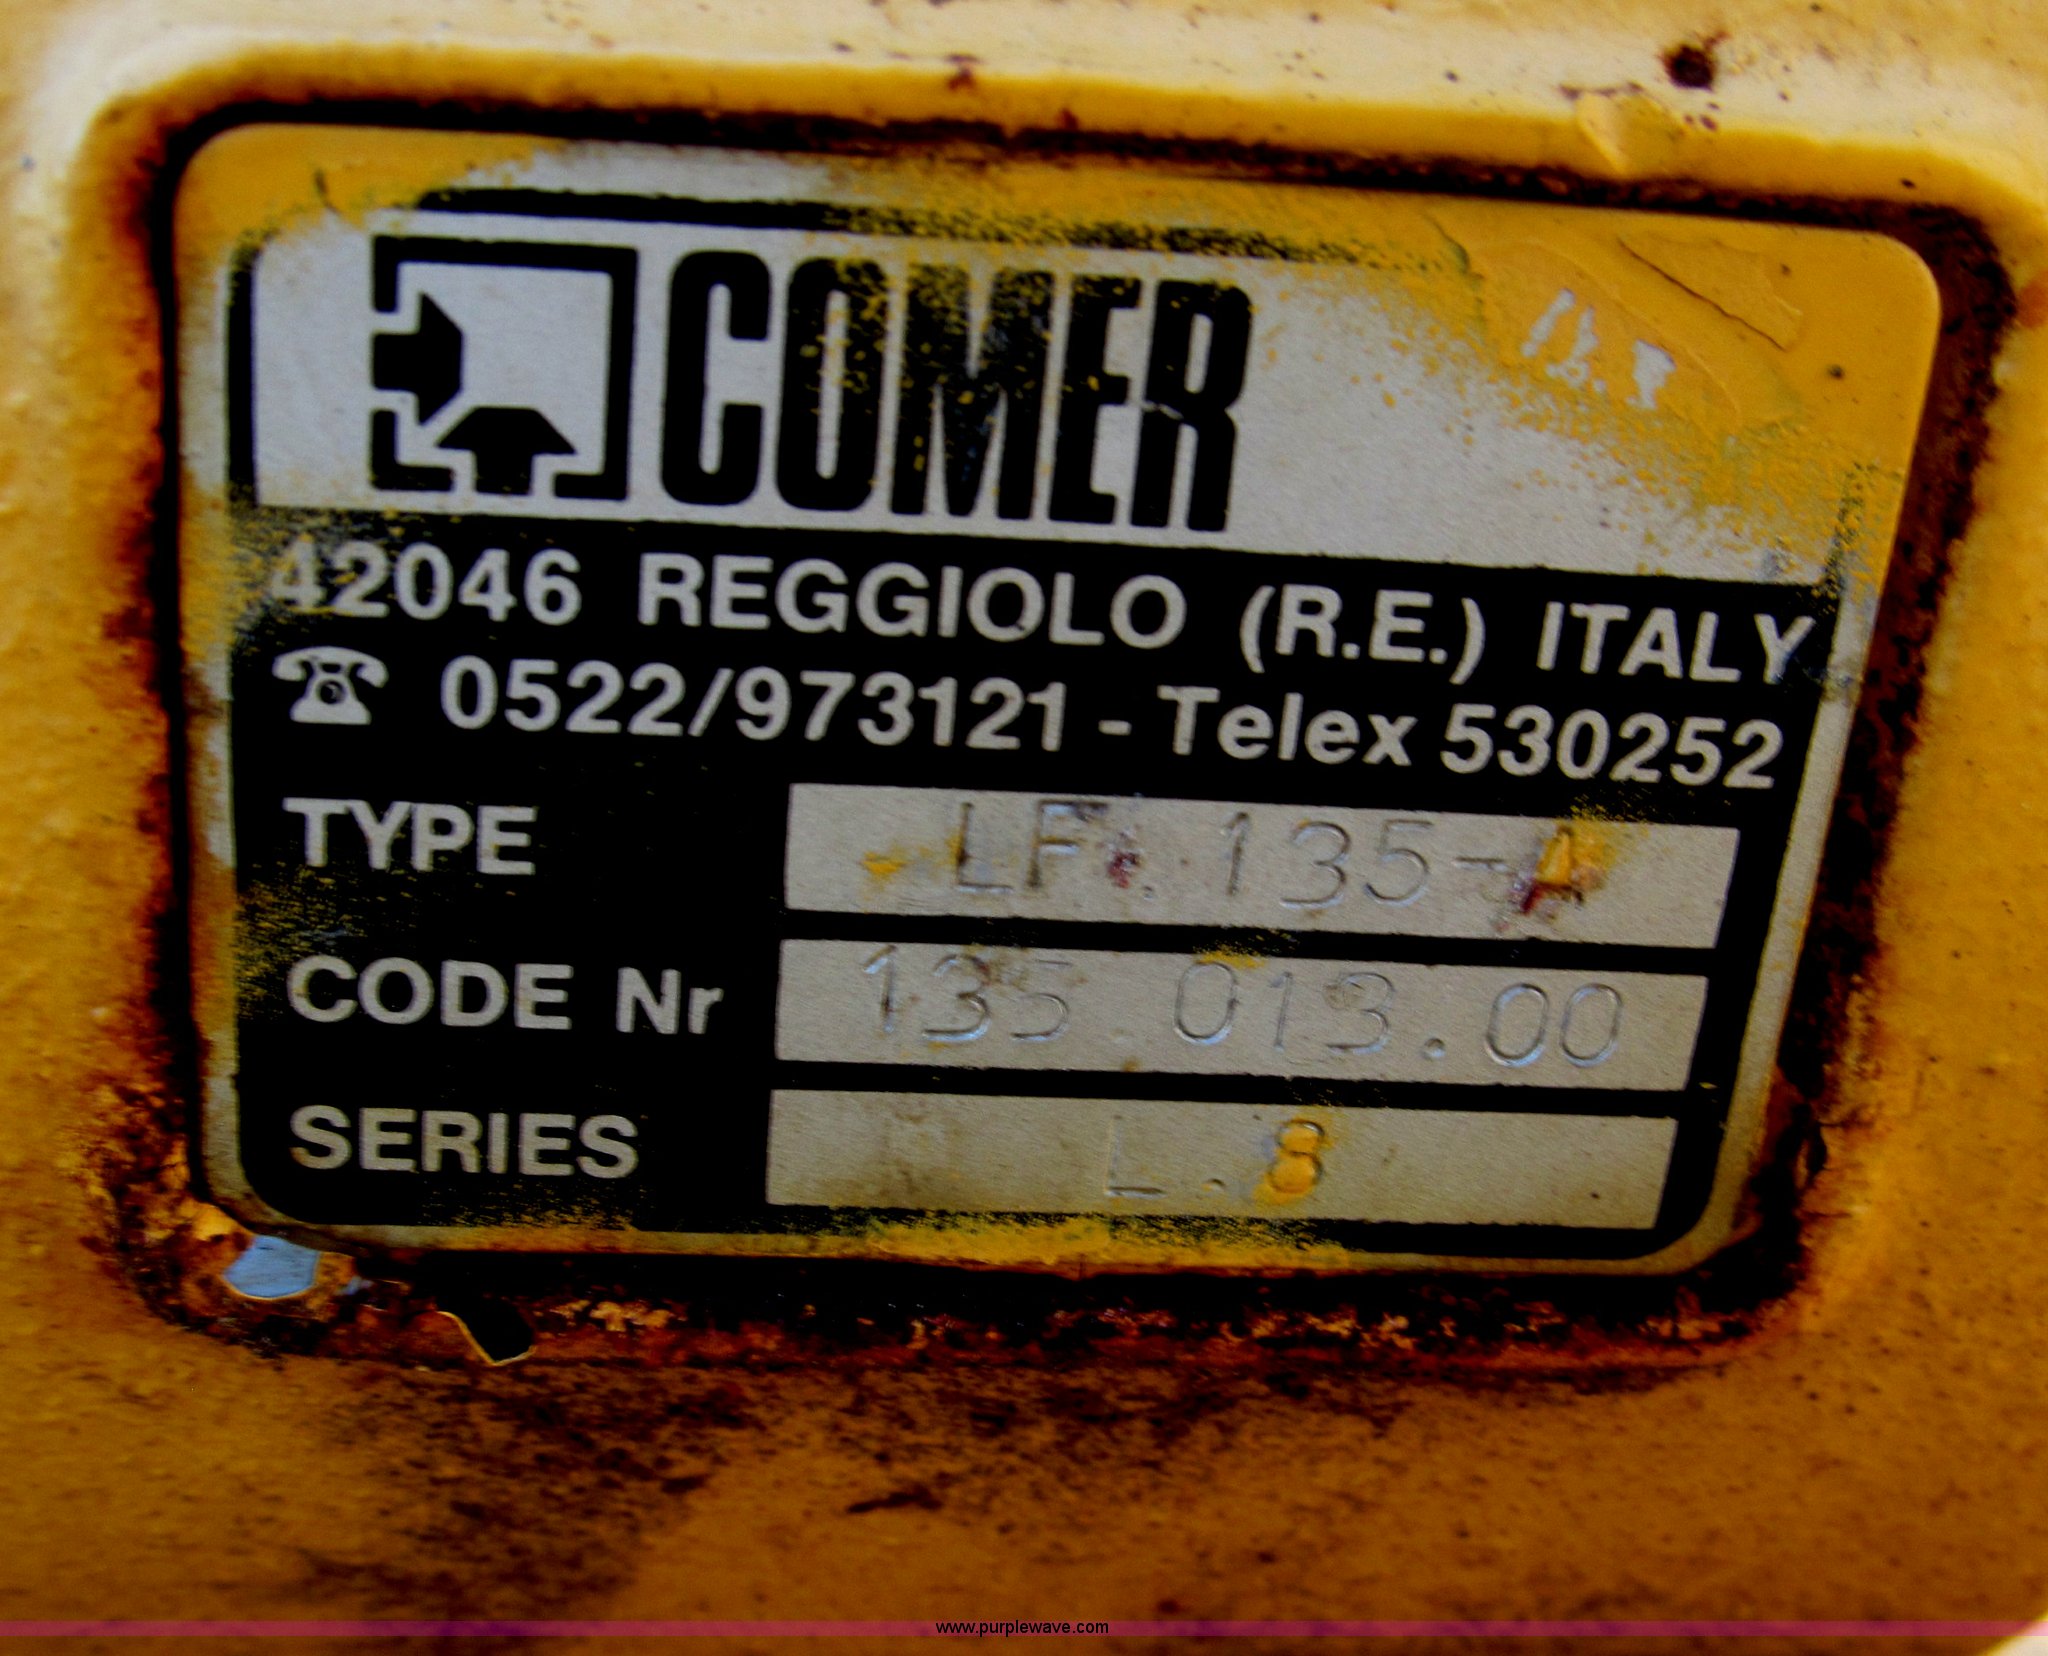 COMER
42046 REGGIOLO (R.E.) ITALY
☎ 0522/973121 - Telex 530252
TYPE LF.135-A
CODE Nr 135.013.00
SERIES L.8
www.purplewave.com